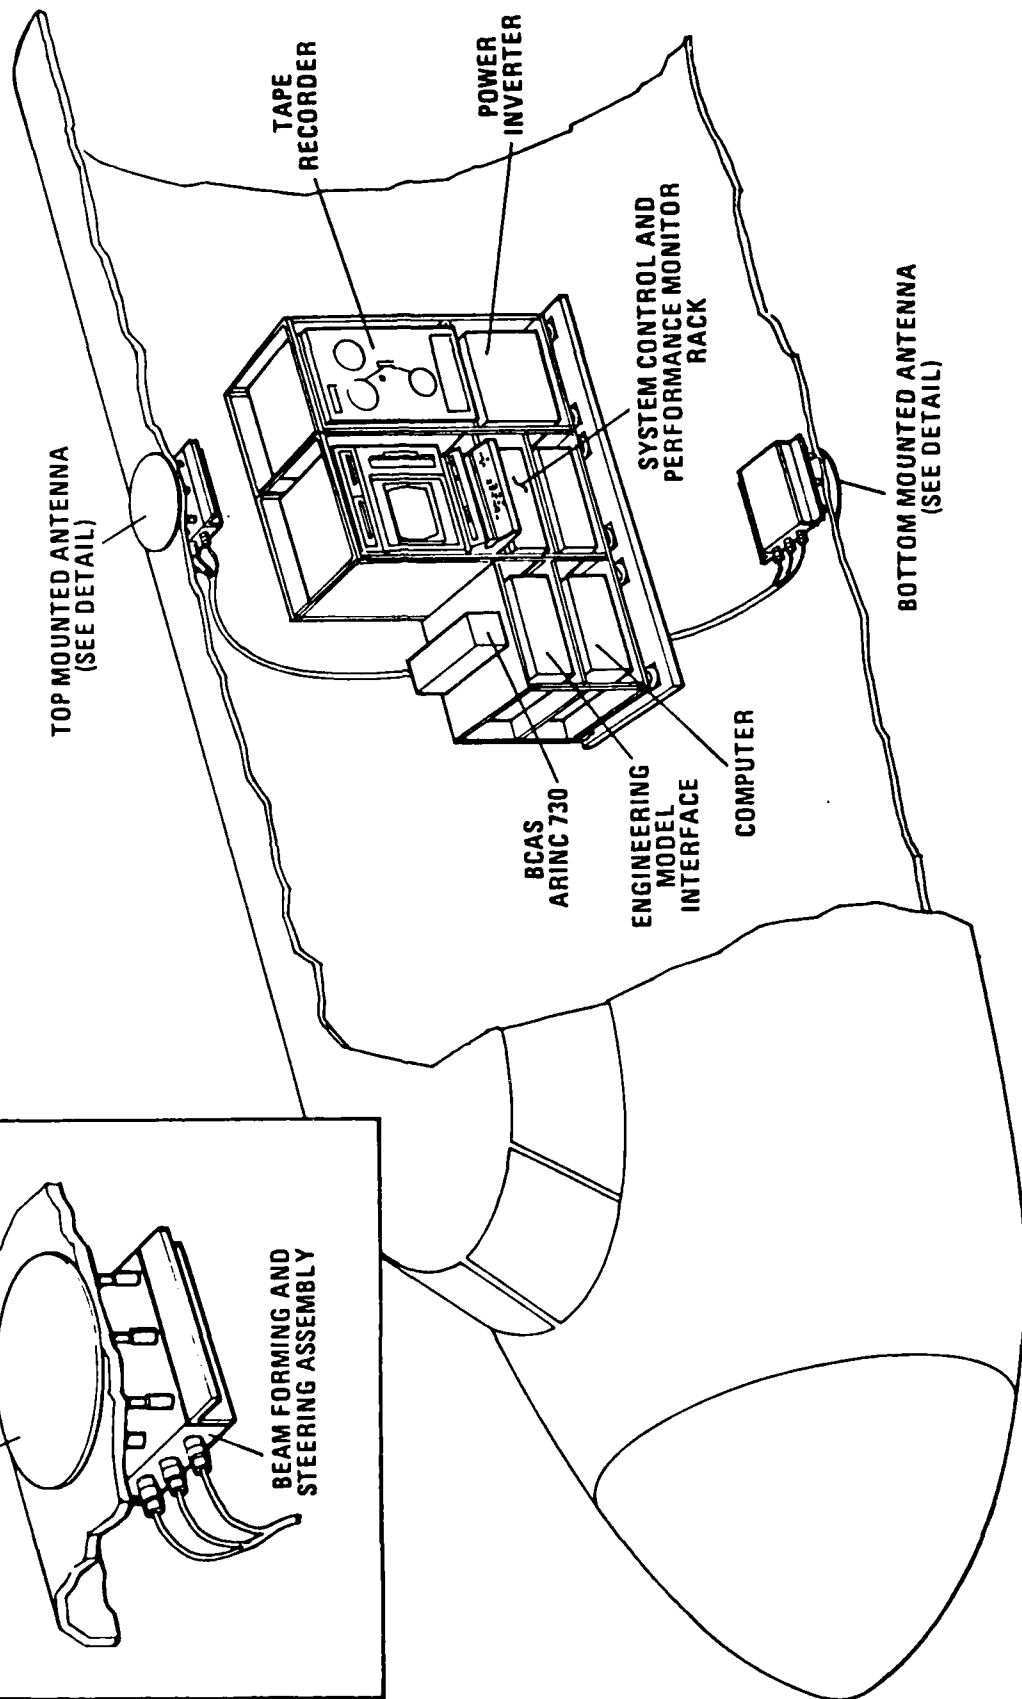 TOP MOUNTED ANTENNA
(SEE DETAIL)
TAPE
RECORDER
POWER
INVERTER
SYSTEM CONTROL AND
PERFORMANCE MONITOR
RACK
BOTTOM MOUNTED ANTENNA
(SEE DETAIL)
BCAS
ARINC 730
ENGINEERING
MODEL
INTERFACE
COMPUTER
BEAM FORMING AND
STEERING ASSEMBLY